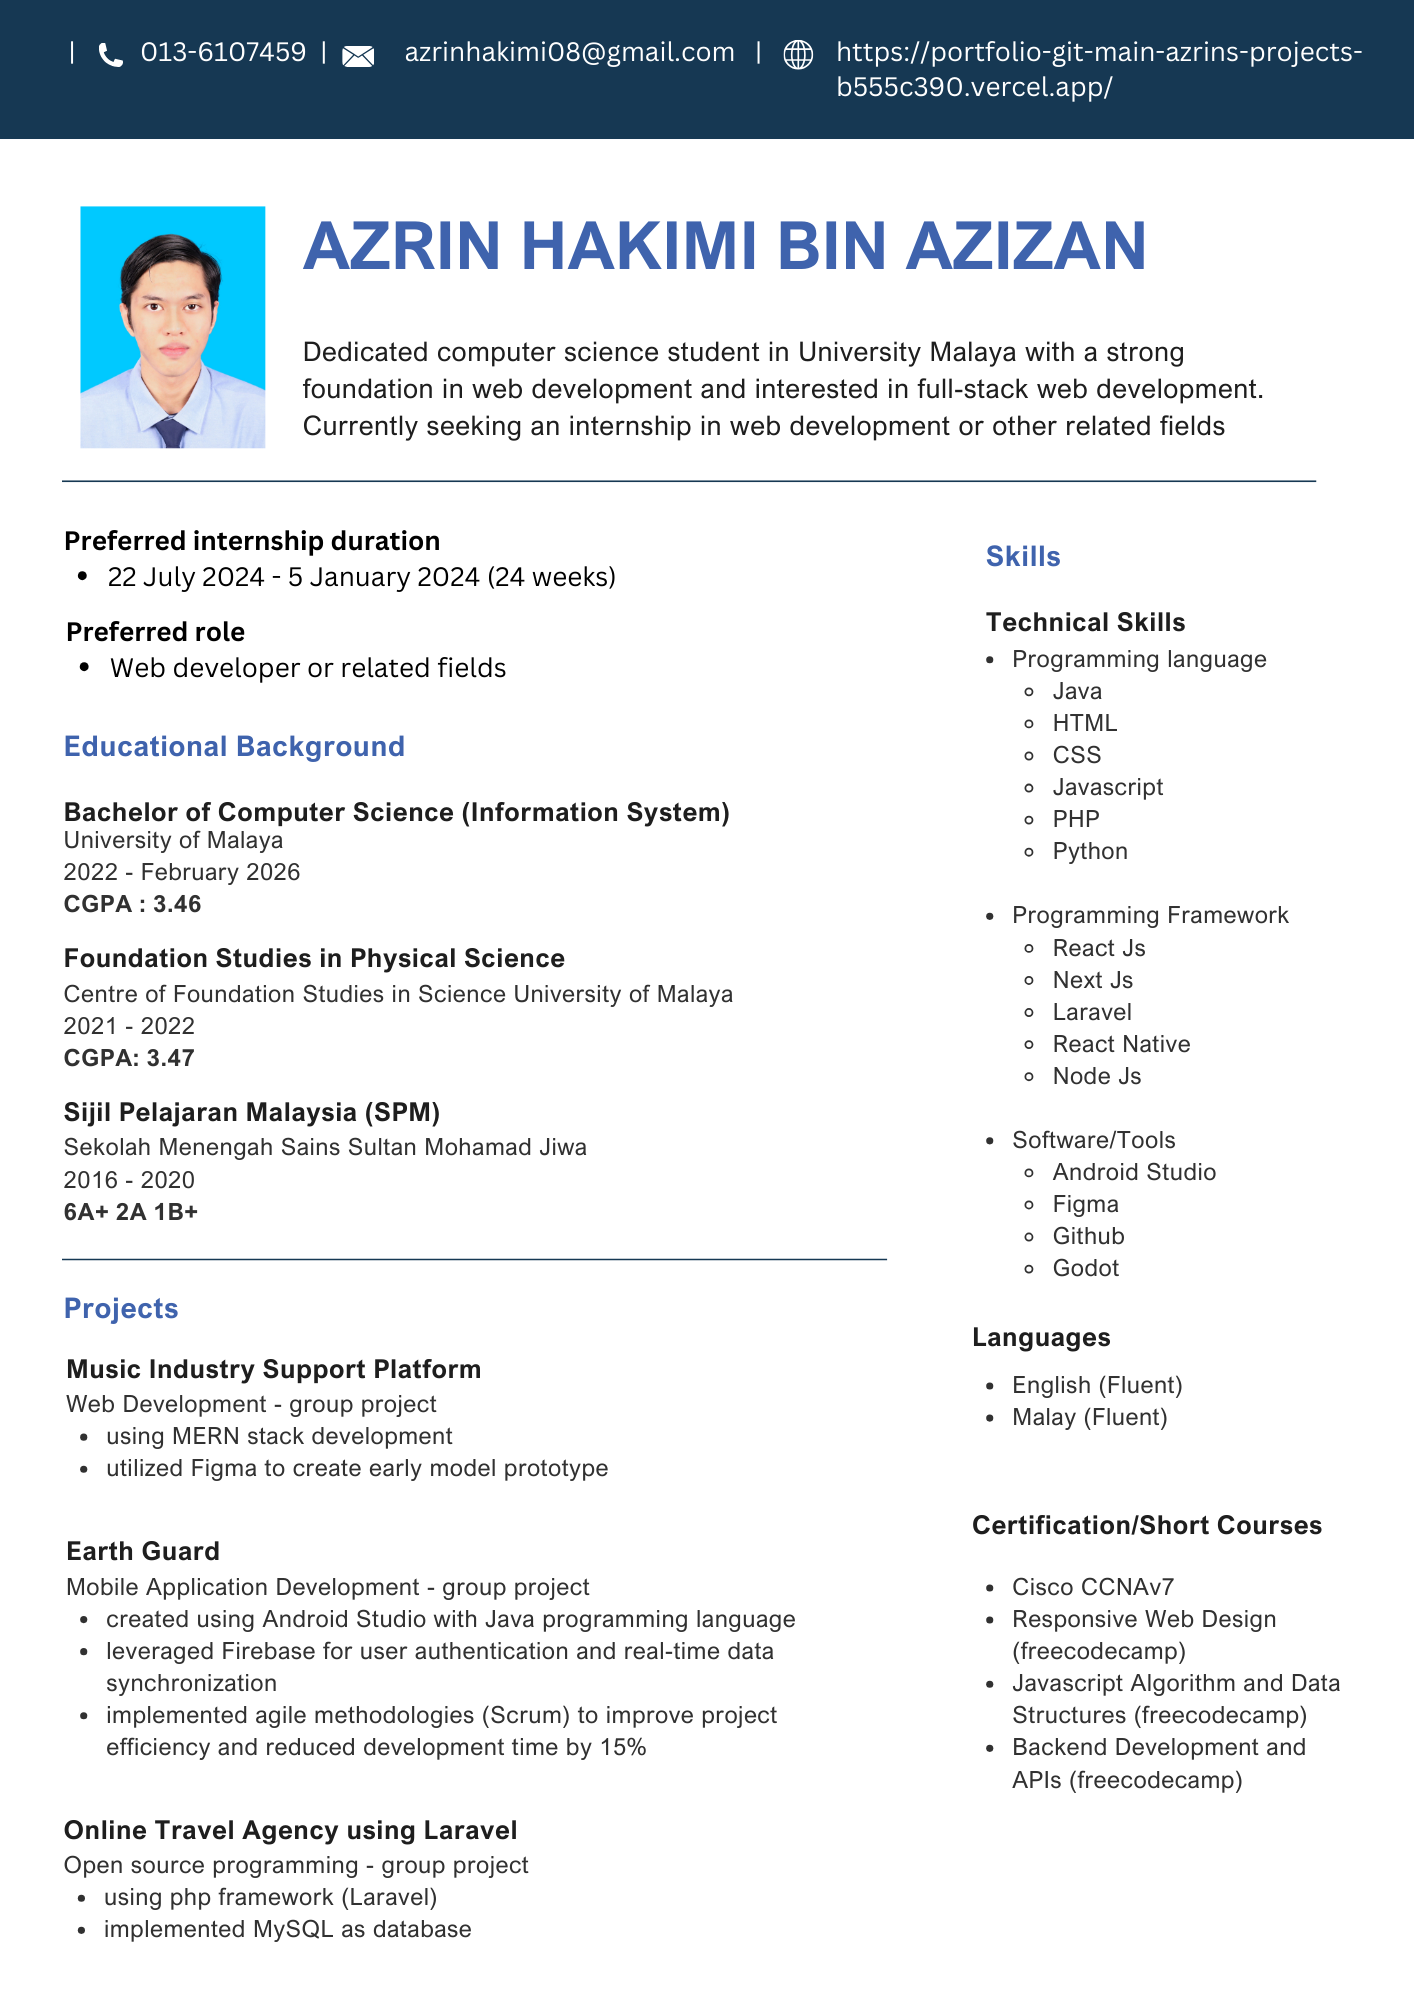 | 013-6107459 | azrinhakimi08@gmail.com | https://portfolio-git-main-azrins-projects-
b555c390.vercel.app/
AZRIN HAKIMI BIN AZIZAN
Dedicated computer science student in University Malaya with a strong
foundation in web development and interested in full-stack web development.
Currently seeking an internship in web development or other related fields
Preferred internship duration
• 22 July 2024 - 5 January 2024 (24 weeks)
Preferred role
• Web developer or related fields
Educational Background
Bachelor of Computer Science (Information System)
University of Malaya
2022 - February 2026
CGPA : 3.46
Foundation Studies in Physical Science
Centre of Foundation Studies in Science University of Malaya
2021 - 2022
CGPA: 3.47
Sijil Pelajaran Malaysia (SPM)
Sekolah Menengah Sains Sultan Mohamad Jiwa
2016 - 2020
6A+ 2A 1B+
Projects
Music Industry Support Platform
Web Development - group project
• using MERN stack development
• utilized Figma to create early model prototype
Earth Guard
Mobile Application Development - group project
• created using Android Studio with Java programming language
• leveraged Firebase for user authentication and real-time data
synchronization
• implemented agile methodologies (Scrum) to improve project
efficiency and reduced development time by 15%
Online Travel Agency using Laravel
Open source programming - group project
• using php framework (Laravel)
• implemented MySQL as database
Skills
Technical Skills
• Programming language
◦ Java
◦ HTML
◦ CSS
◦ Javascript
◦ PHP
◦ Python
• Programming Framework
◦ React Js
◦ Next Js
◦ Laravel
◦ React Native
◦ Node Js
• Software/Tools
◦ Android Studio
◦ Figma
◦ Github
◦ Godot
Languages
• English (Fluent)
• Malay (Fluent)
Certification/Short Courses
• Cisco CCNAv7
• Responsive Web Design
(freecodecamp)
• Javascript Algorithm and Data
Structures (freecodecamp)
• Backend Development and
APIs (freecodecamp)